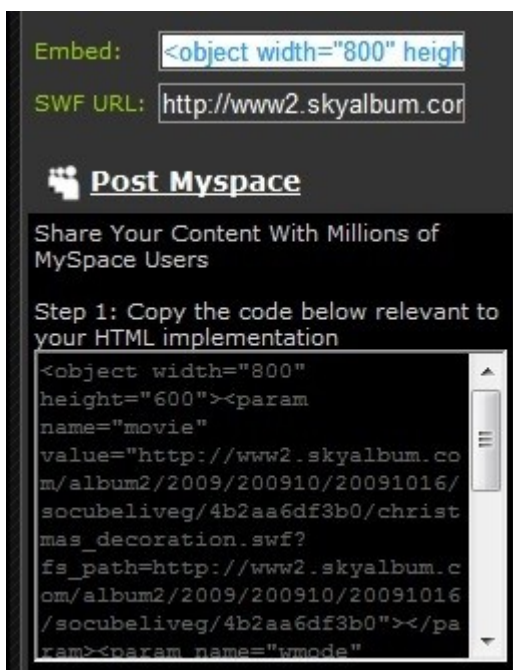 Embed: <object width="800" heigh
SWF URL: http://www2.skyalbum.com
Post Myspace
Share Your Content With Millions of
MySpace Users
Step 1: Copy the code below relevant to
your HTML implementation
<object width="800"
height="600"><param
name="movie"
value="http://www2.skyalbum.co
m/album2/2009/200910/20091016/
socubeliveg/4b2aa6df3b0/christ
mas_decoration.swf?
fs_path=http://www2.skyalbum.c
om/album2/2009/200910/20091016
/socubeliveg/4b2aa6df3b0"></pa
ram><param name="wmode"